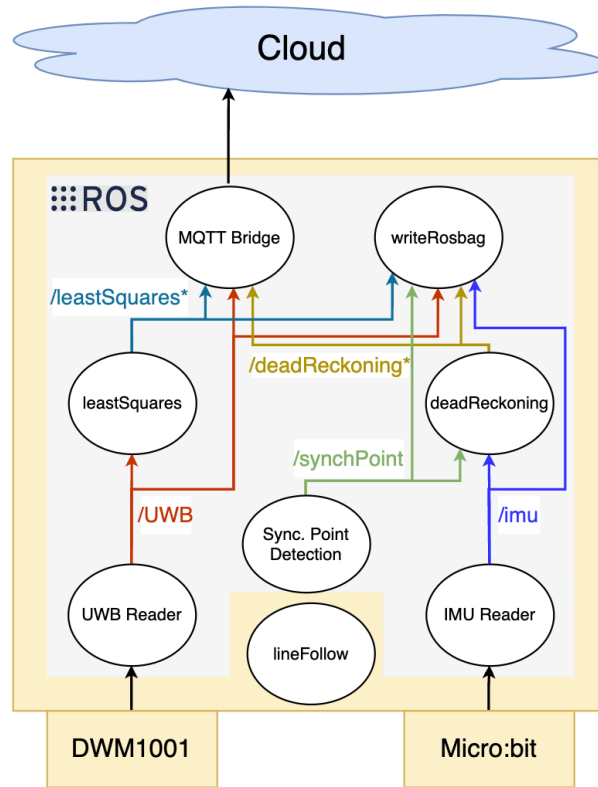 Cloud
ROS
MQTT Bridge
writeRosbag
/leastSquares*
/deadReckoning*
leastSquares
deadReckoning
/synchPoint
/UWB
/imu
Sync. Point
Detection
UWB Reader
IMU Reader
lineFollow
DWM1001
Micro:bit